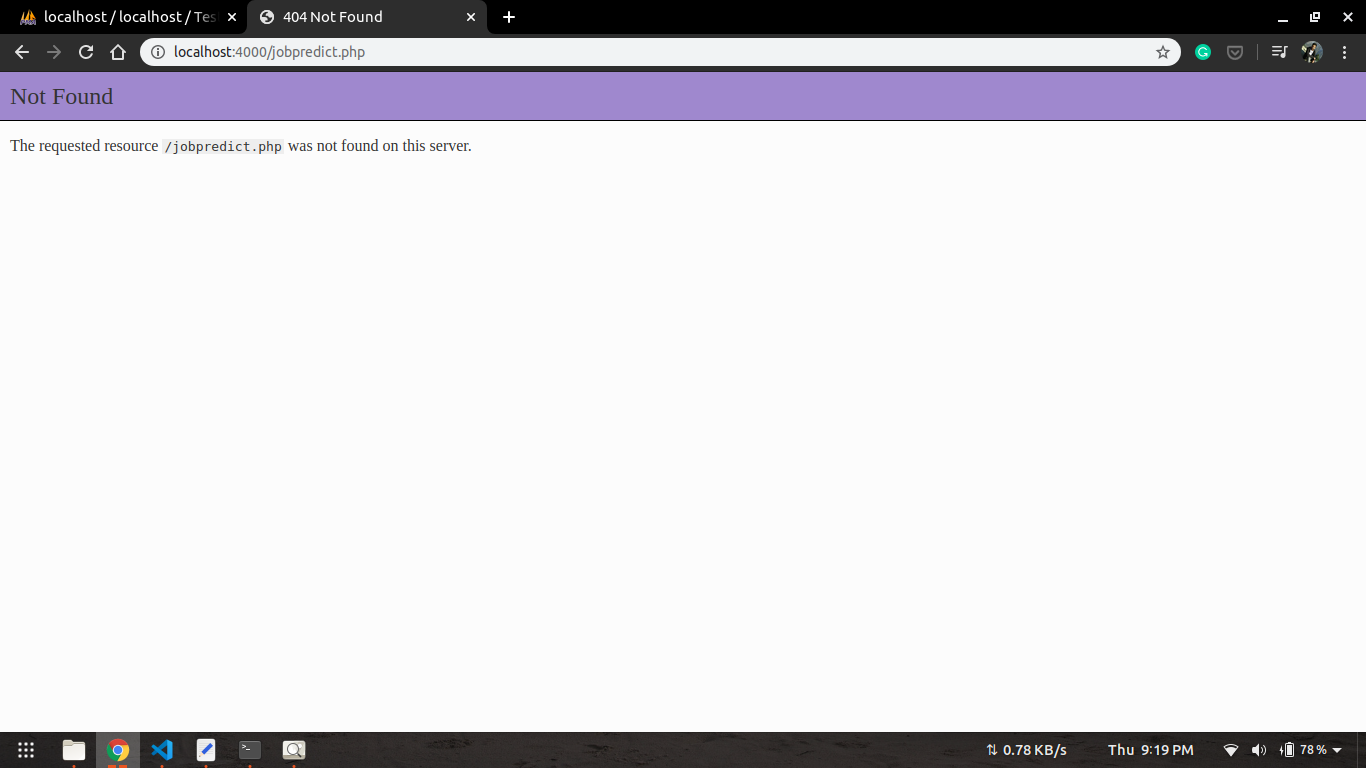 localhost / localhost / Tes
404 Not Found
localhost:4000/jobpredict.php
Not Found
The requested resource /jobpredict.php was not found on this server.
0.78 KB/s
Thu 9:19 PM
78 %